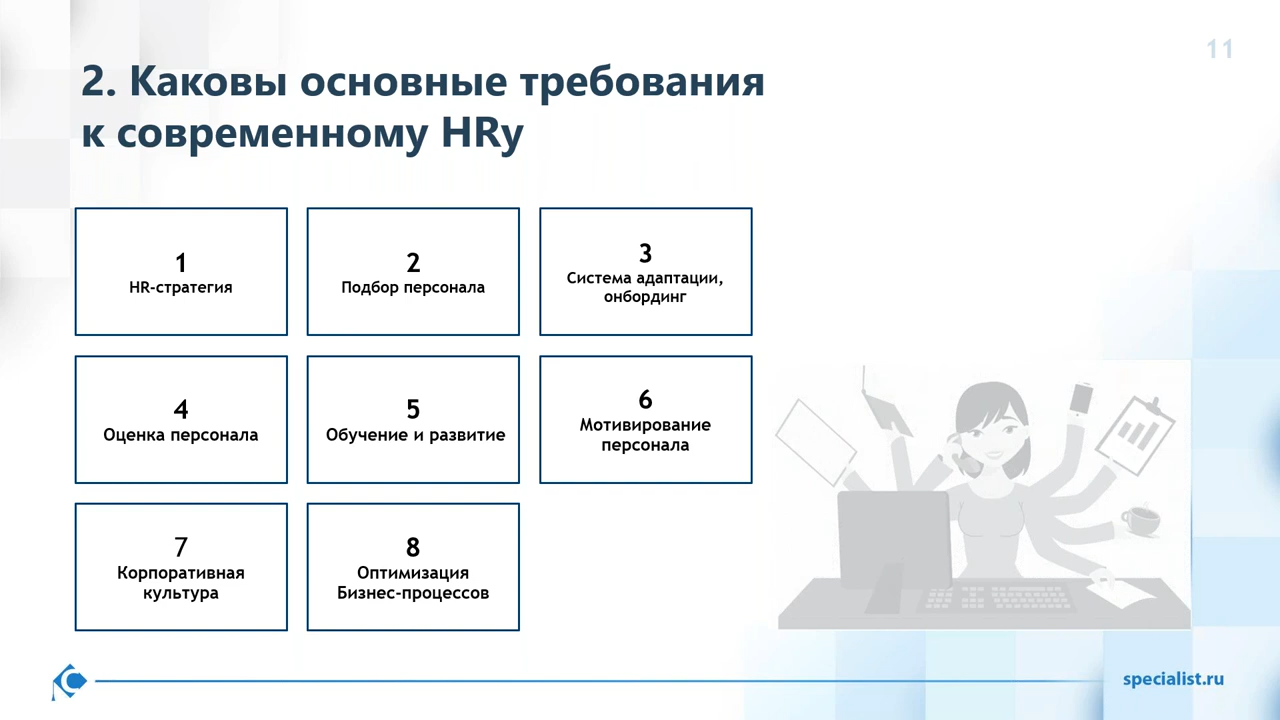 11
2. Каковы основные требования
к современному HRу
1
HR-стратегия
2
Подбор персонала
3
Система адаптации,
онбординг
4
Оценка персонала
5
Обучение и развитие
6
Мотивирование
персонала
7
Корпоративная
культура
8
Оптимизация
Бизнес-процессов
specialist.ru